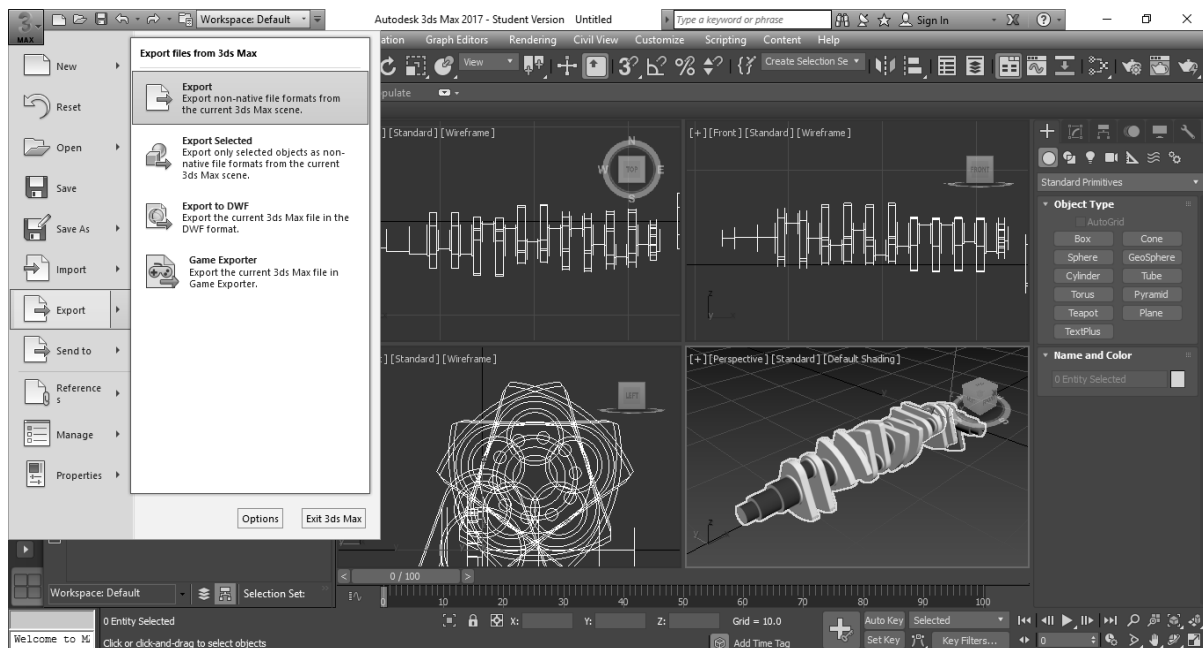 Workspace: Default
Autodesk 3ds Max 2017 - Student Version   Untitled
Type a keyword or phrase
Sign In
MAX
Graph Editors
Rendering
Civil View
Customize
Scripting
Content
Help
View
Create Selection Se
New
Reset
Open
Save
Save As
Import
Export
Send to
Reference
s
Manage
Properties
Export files from 3ds Max
Export
Export non-native file formats from
the current 3ds Max scene.
Export Selected
Export only selected objects as non-
native file formats from the current
3ds Max scene.
Export to DWF
Export the current 3ds Max file in the
DWF format.
Game Exporter
Export the current 3ds Max file in
Game Exporter.
Options
Exit 3ds Max
] [Standard ] [Wireframe ]
N
W
TOP
E
S
[+] [Front ] [Standard ] [Wireframe ]
FRONT
] [Standard ] [Wireframe ]
LEFT
[+] [Perspective ] [Standard ] [Default Shading ]
Standard Primitives
Object Type
AutoGrid
Box Cone
Sphere GeoSphere
Cylinder Tube
Torus Pyramid
Teapot Plane
TextPlus
Name and Color
0 Entity Selected
0 / 100
Workspace: Default
Selection Set:
0 10 20 30 40 50 60 70 80 90 100
0 Entity Selected
X: Y: Z:
Grid = 10.0
Auto Key
Selected
Welcome to M
Click or click-and-drag to select objects
Add Time Tag
Set Key
Key Filters...
0